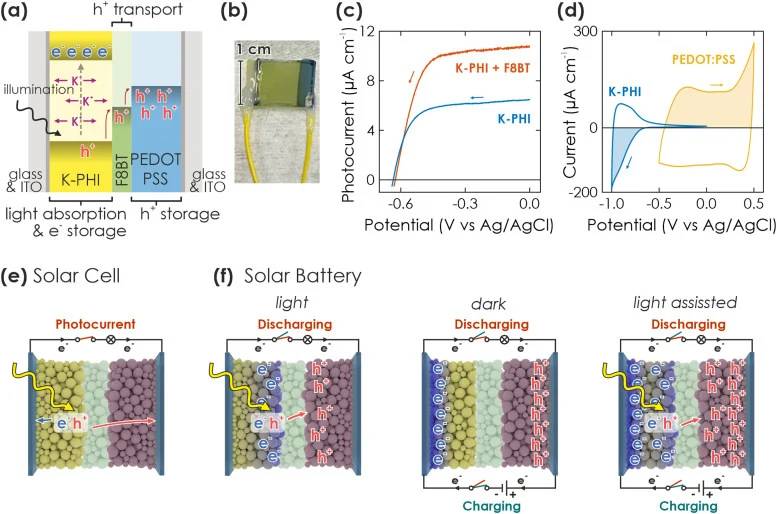 (a)
h⁺ transport
e⁻ e⁻ e⁻ e⁻
illumination
K⁺
K⁺
K⁺
h⁺
h⁺
h⁺ h⁺
h⁺ h⁺
h⁺
glass
& ITO
K-PHI
F8BT
PEDOT
PSS
glass
& ITO
light absorption
& e⁻ storage
h⁺ storage
(b)
1 cm
(c)
Photocurrent (µA cm⁻¹)
12
8
4
0
K-PHI + F8BT
K-PHI
-0.6
-0.3
0.0
Potential (V vs Ag/AgCl)
(d)
Current (µA cm⁻¹)
300
0
-200
PEDOT:PSS
K-PHI
-1.0
-0.5
0.0
0.5
Potential (V vs Ag/AgCl)
(e) Solar Cell
Photocurrent
e⁻
e⁻
e⁻ h⁺
(f) Solar Battery
light
Discharging
e⁻
e⁻
e⁻
e⁻
e⁻
e⁻
e⁻
e⁻
e⁻
e⁻ h⁺
h⁺
h⁺
h⁺
h⁺
h⁺
h⁺
dark
Discharging
e⁻
e⁻
e⁻
e⁻
e⁻
e⁻
e⁻
e⁻
e⁻
h⁺
h⁺
h⁺
h⁺
h⁺
h⁺
h⁺
e⁻
- +
e⁻
Charging
light assissted
Discharging
e⁻
e⁻
e⁻
e⁻
e⁻
e⁻
e⁻
e⁻
e⁻
e⁻ h⁺
h⁺ h⁺
h⁺ h⁺
h⁺ h⁺
h⁺ h⁺
h⁺ h⁺
h⁺ h⁺
e⁻
- +
e⁻
Charging